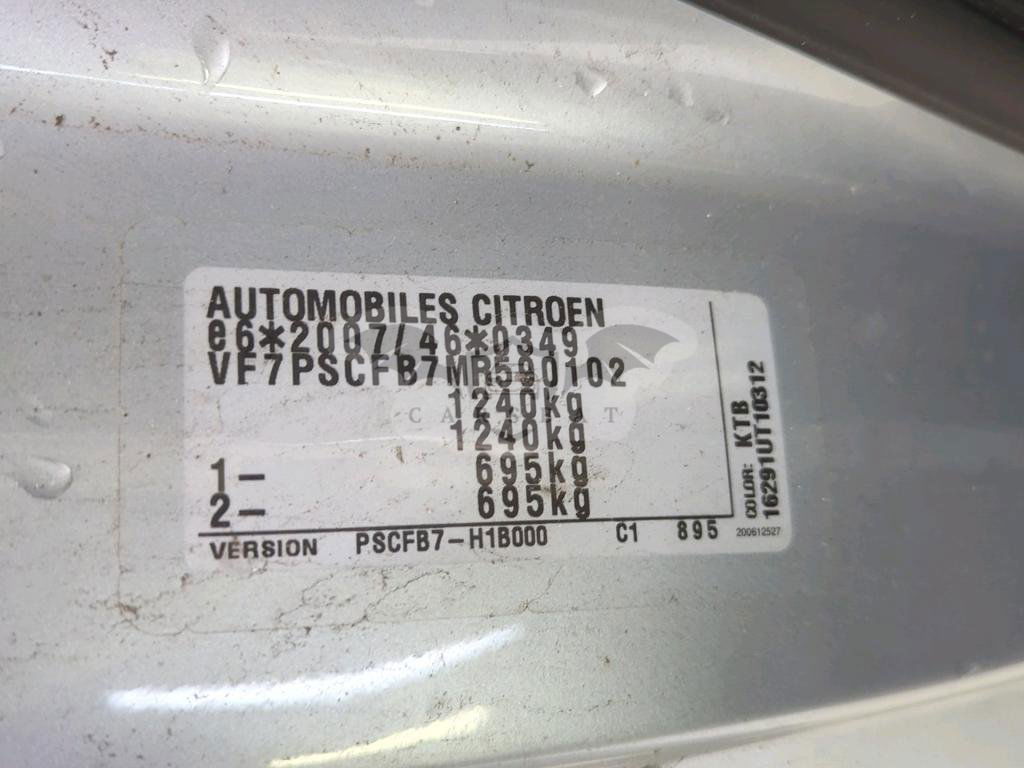 AUTOMOBILES CITROEN
e6*2007/46*0349
VF7PSCFB7MR590102
1240kg
1240kg
1- 695kg
2- 695kg
VERSION PSCFB7-H1B000 C1 895
COLOR: KTB
16291UT10312
200612527